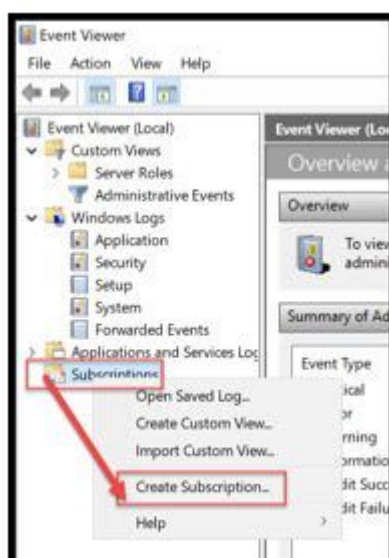 Event Viewer
File Action View Help
Event Viewer (Local)
Custom Views
Server Roles
Administrative Events
Windows Logs
Application
Security
Setup
System
Forwarded Events
Applications and Services Log
Subscriptions
Open Saved Log...
Create Custom View...
Import Custom View...
Create Subscription...
Help
Event Viewer (Lo
Overview a
Overview
To view
admini
Summary of Ad
Event Type
ical
or
rning
ormatio
dit Succ
dit Failu